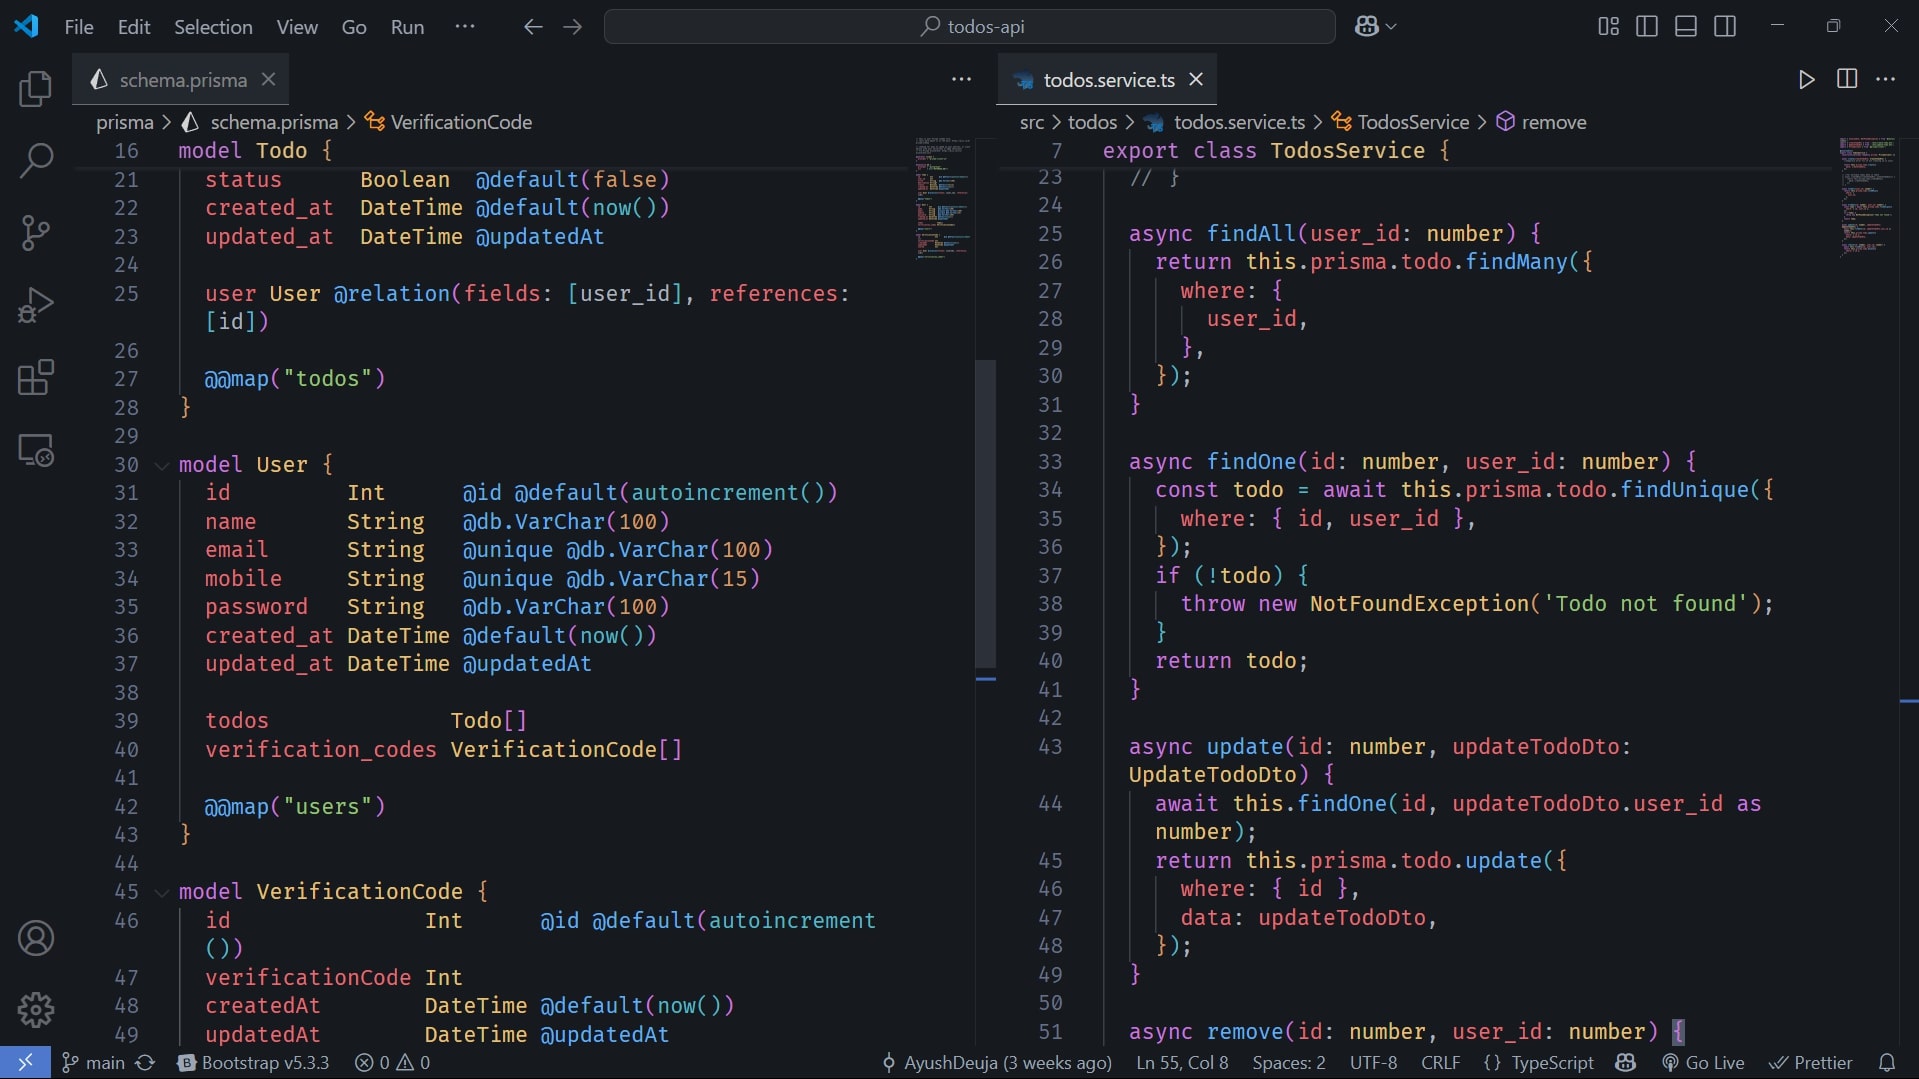 File Edit Selection View Go Run ··· todos-api
schema.prisma
prisma > schema.prisma > VerificationCode
16 model Todo {
21 status Boolean @default(false)
22 created_at DateTime @default(now())
23 updated_at DateTime @updatedAt
24
25 user User @relation(fields: [user_id], references:
[id])
26
27 @@map("todos")
28 }
29
30 model User {
31 id Int @id @default(autoincrement())
32 name String @db.VarChar(100)
33 email String @unique @db.VarChar(100)
34 mobile String @unique @db.VarChar(15)
35 password String @db.VarChar(100)
36 created_at DateTime @default(now())
37 updated_at DateTime @updatedAt
38
39 todos Todo[]
40 verification_codes VerificationCode[]
41
42 @@map("users")
43 }
44
45 model VerificationCode {
46 id Int @id @default(autoincrement
())
47 verificationCode Int
48 createdAt DateTime @default(now())
49 updatedAt DateTime @updatedAt
todos.service.ts
src > todos > todos.service.ts > TodosService > remove
7 export class TodosService {
23 // }
24
25 async findAll(user_id: number) {
26 return this.prisma.todo.findMany({
27 where: {
28 user_id,
29 },
30 });
31 }
32
33 async findOne(id: number, user_id: number) {
34 const todo = await this.prisma.todo.findUnique({
35 where: { id, user_id },
36 });
37 if (!todo) {
38 throw new NotFoundException('Todo not found');
39 }
40 return todo;
41 }
42
43 async update(id: number, updateTodoDto:
UpdateTodoDto) {
44 await this.findOne(id, updateTodoDto.user_id as
number);
45 return this.prisma.todo.update({
46 where: { id },
47 data: updateTodoDto,
48 });
49 }
50
51 async remove(id: number, user_id: number) {
main Bootstrap v5.3.3 0 0 AyushDeuja (3 weeks ago) Ln 55, Col 8 Spaces: 2 UTF-8 CRLF {} TypeScript Go Live Prettier